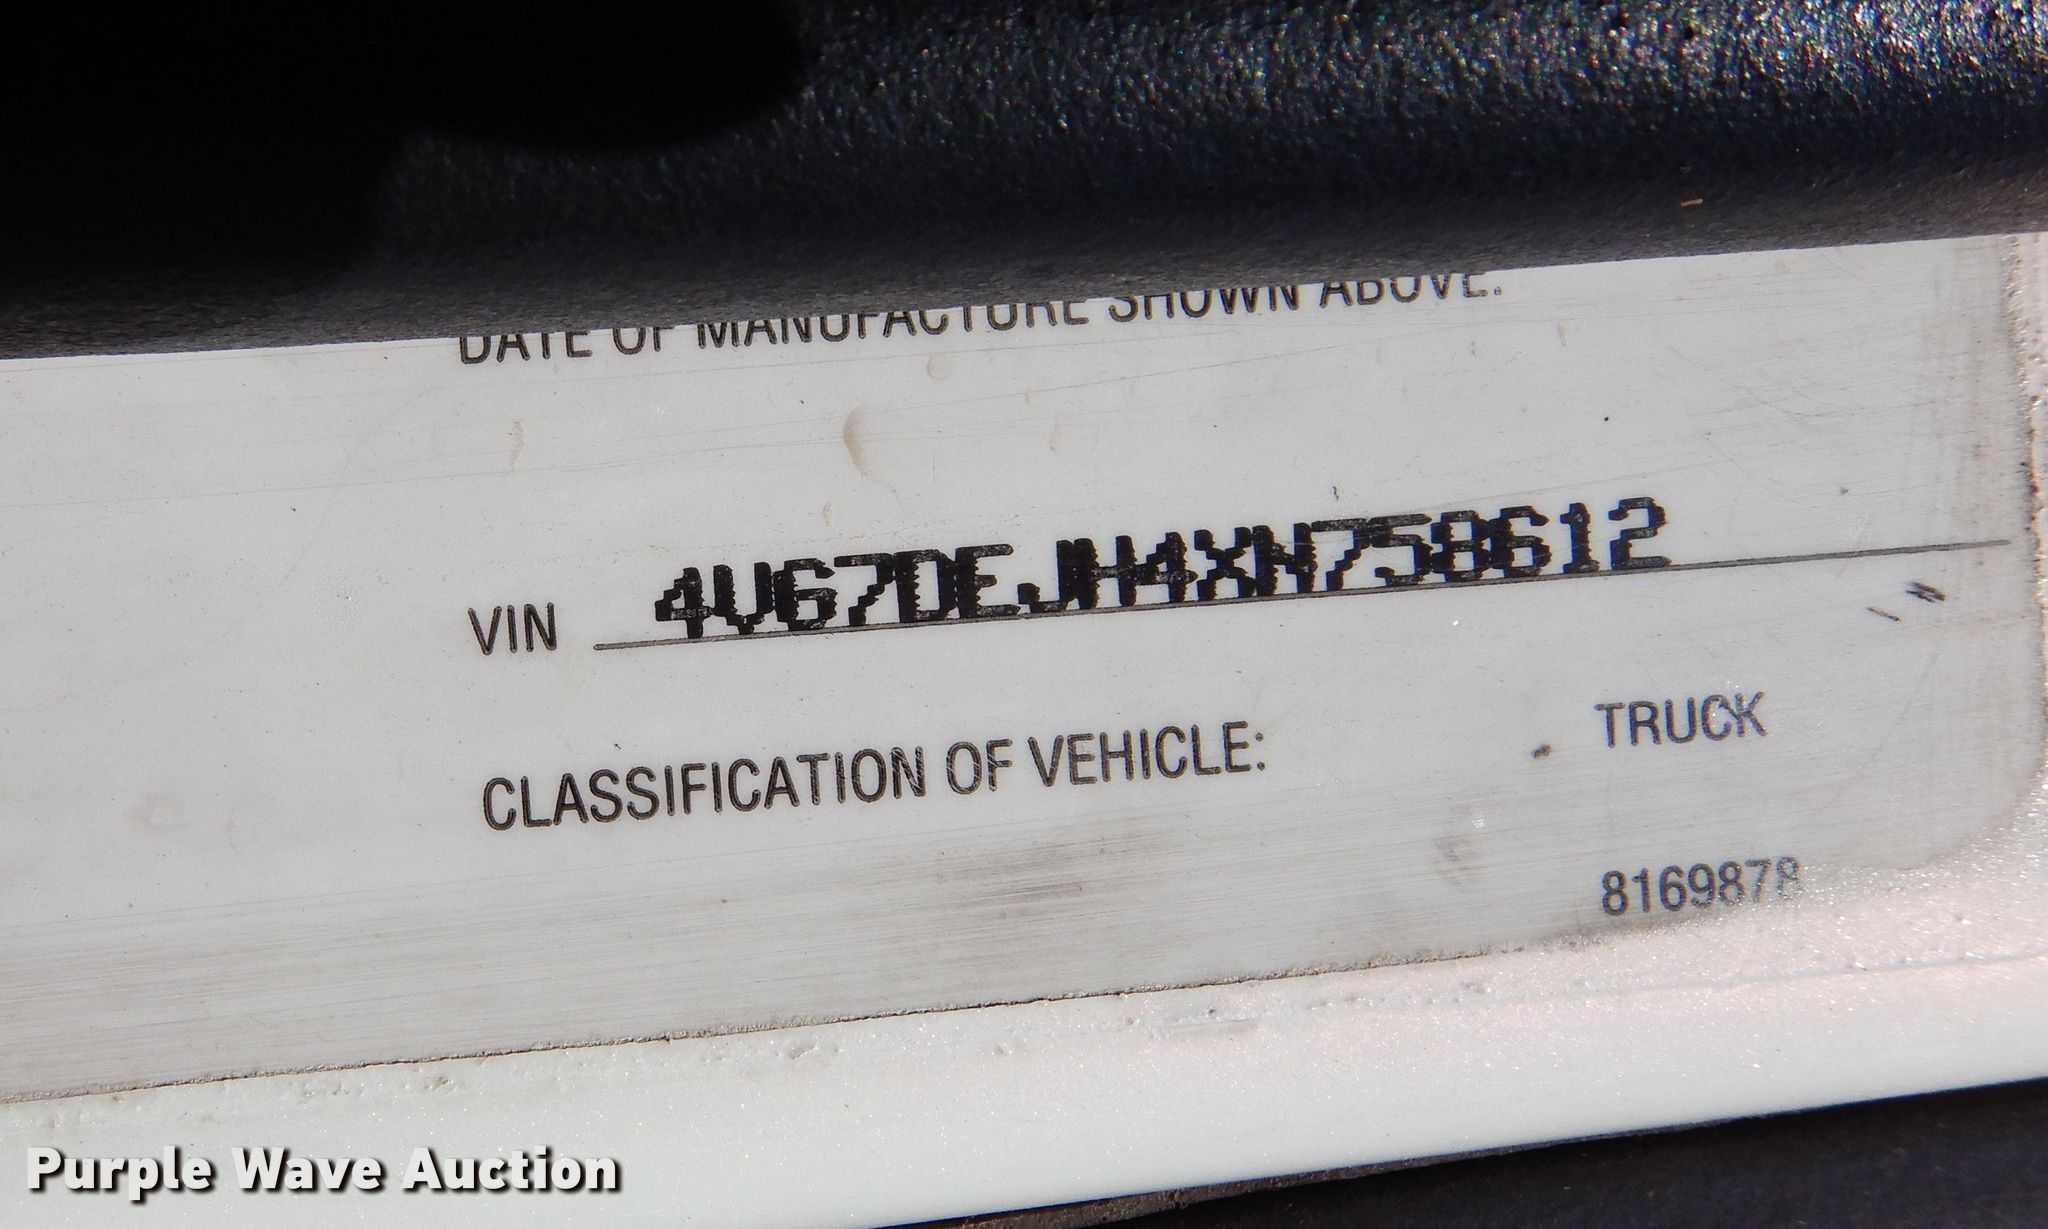 DATE OF MANUFACTURE SHOWN ABOVE.
VIN 4V67DEJH4XN758612
CLASSIFICATION OF VEHICLE: TRUCK
8169878
Purple Wave Auction